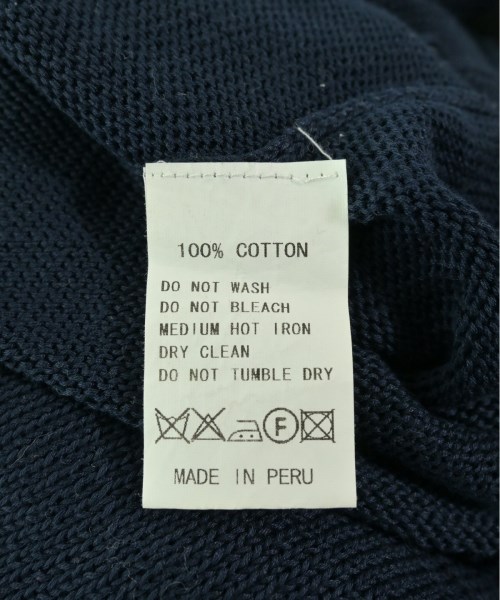 100% COTTON
DO NOT WASH
DO NOT BLEACH
MEDIUM HOT IRON
DRY CLEAN
DO NOT TUMBLE DRY
F
MADE IN PERU